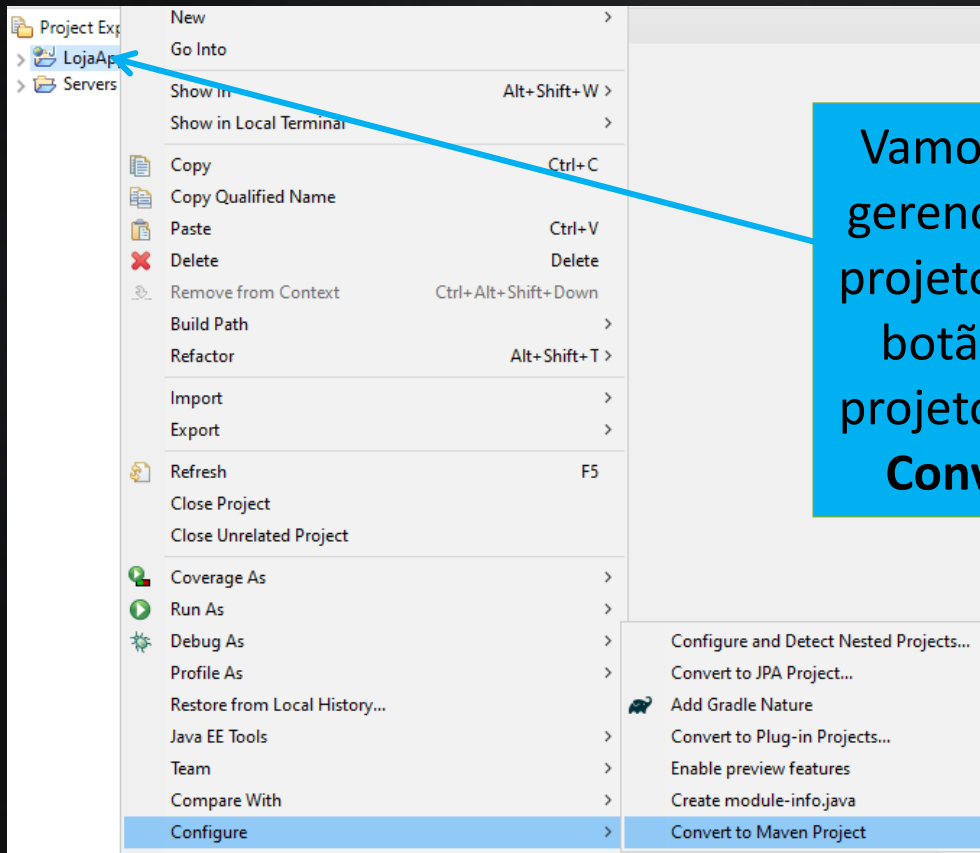 Project Exp
LojaAp
Servers
New
Go Into
Show In Alt+Shift+W
Show in Local Terminal
Copy Ctrl+C
Copy Qualified Name
Paste Ctrl+V
Delete Delete
Remove from Context Ctrl+Alt+Shift+Down
Build Path
Refactor Alt+Shift+T
Import
Export
Refresh F5
Close Project
Close Unrelated Project
Coverage As
Run As
Debug As
Profile As
Restore from Local History...
Java EE Tools
Team
Compare With
Configure
Configure and Detect Nested Projects...
Convert to JPA Project...
Add Gradle Nature
Convert to Plug-in Projects...
Enable preview features
Create module-info.java
Convert to Maven Project
Vamo
gerenc
projeto
botã
projeto
Conv